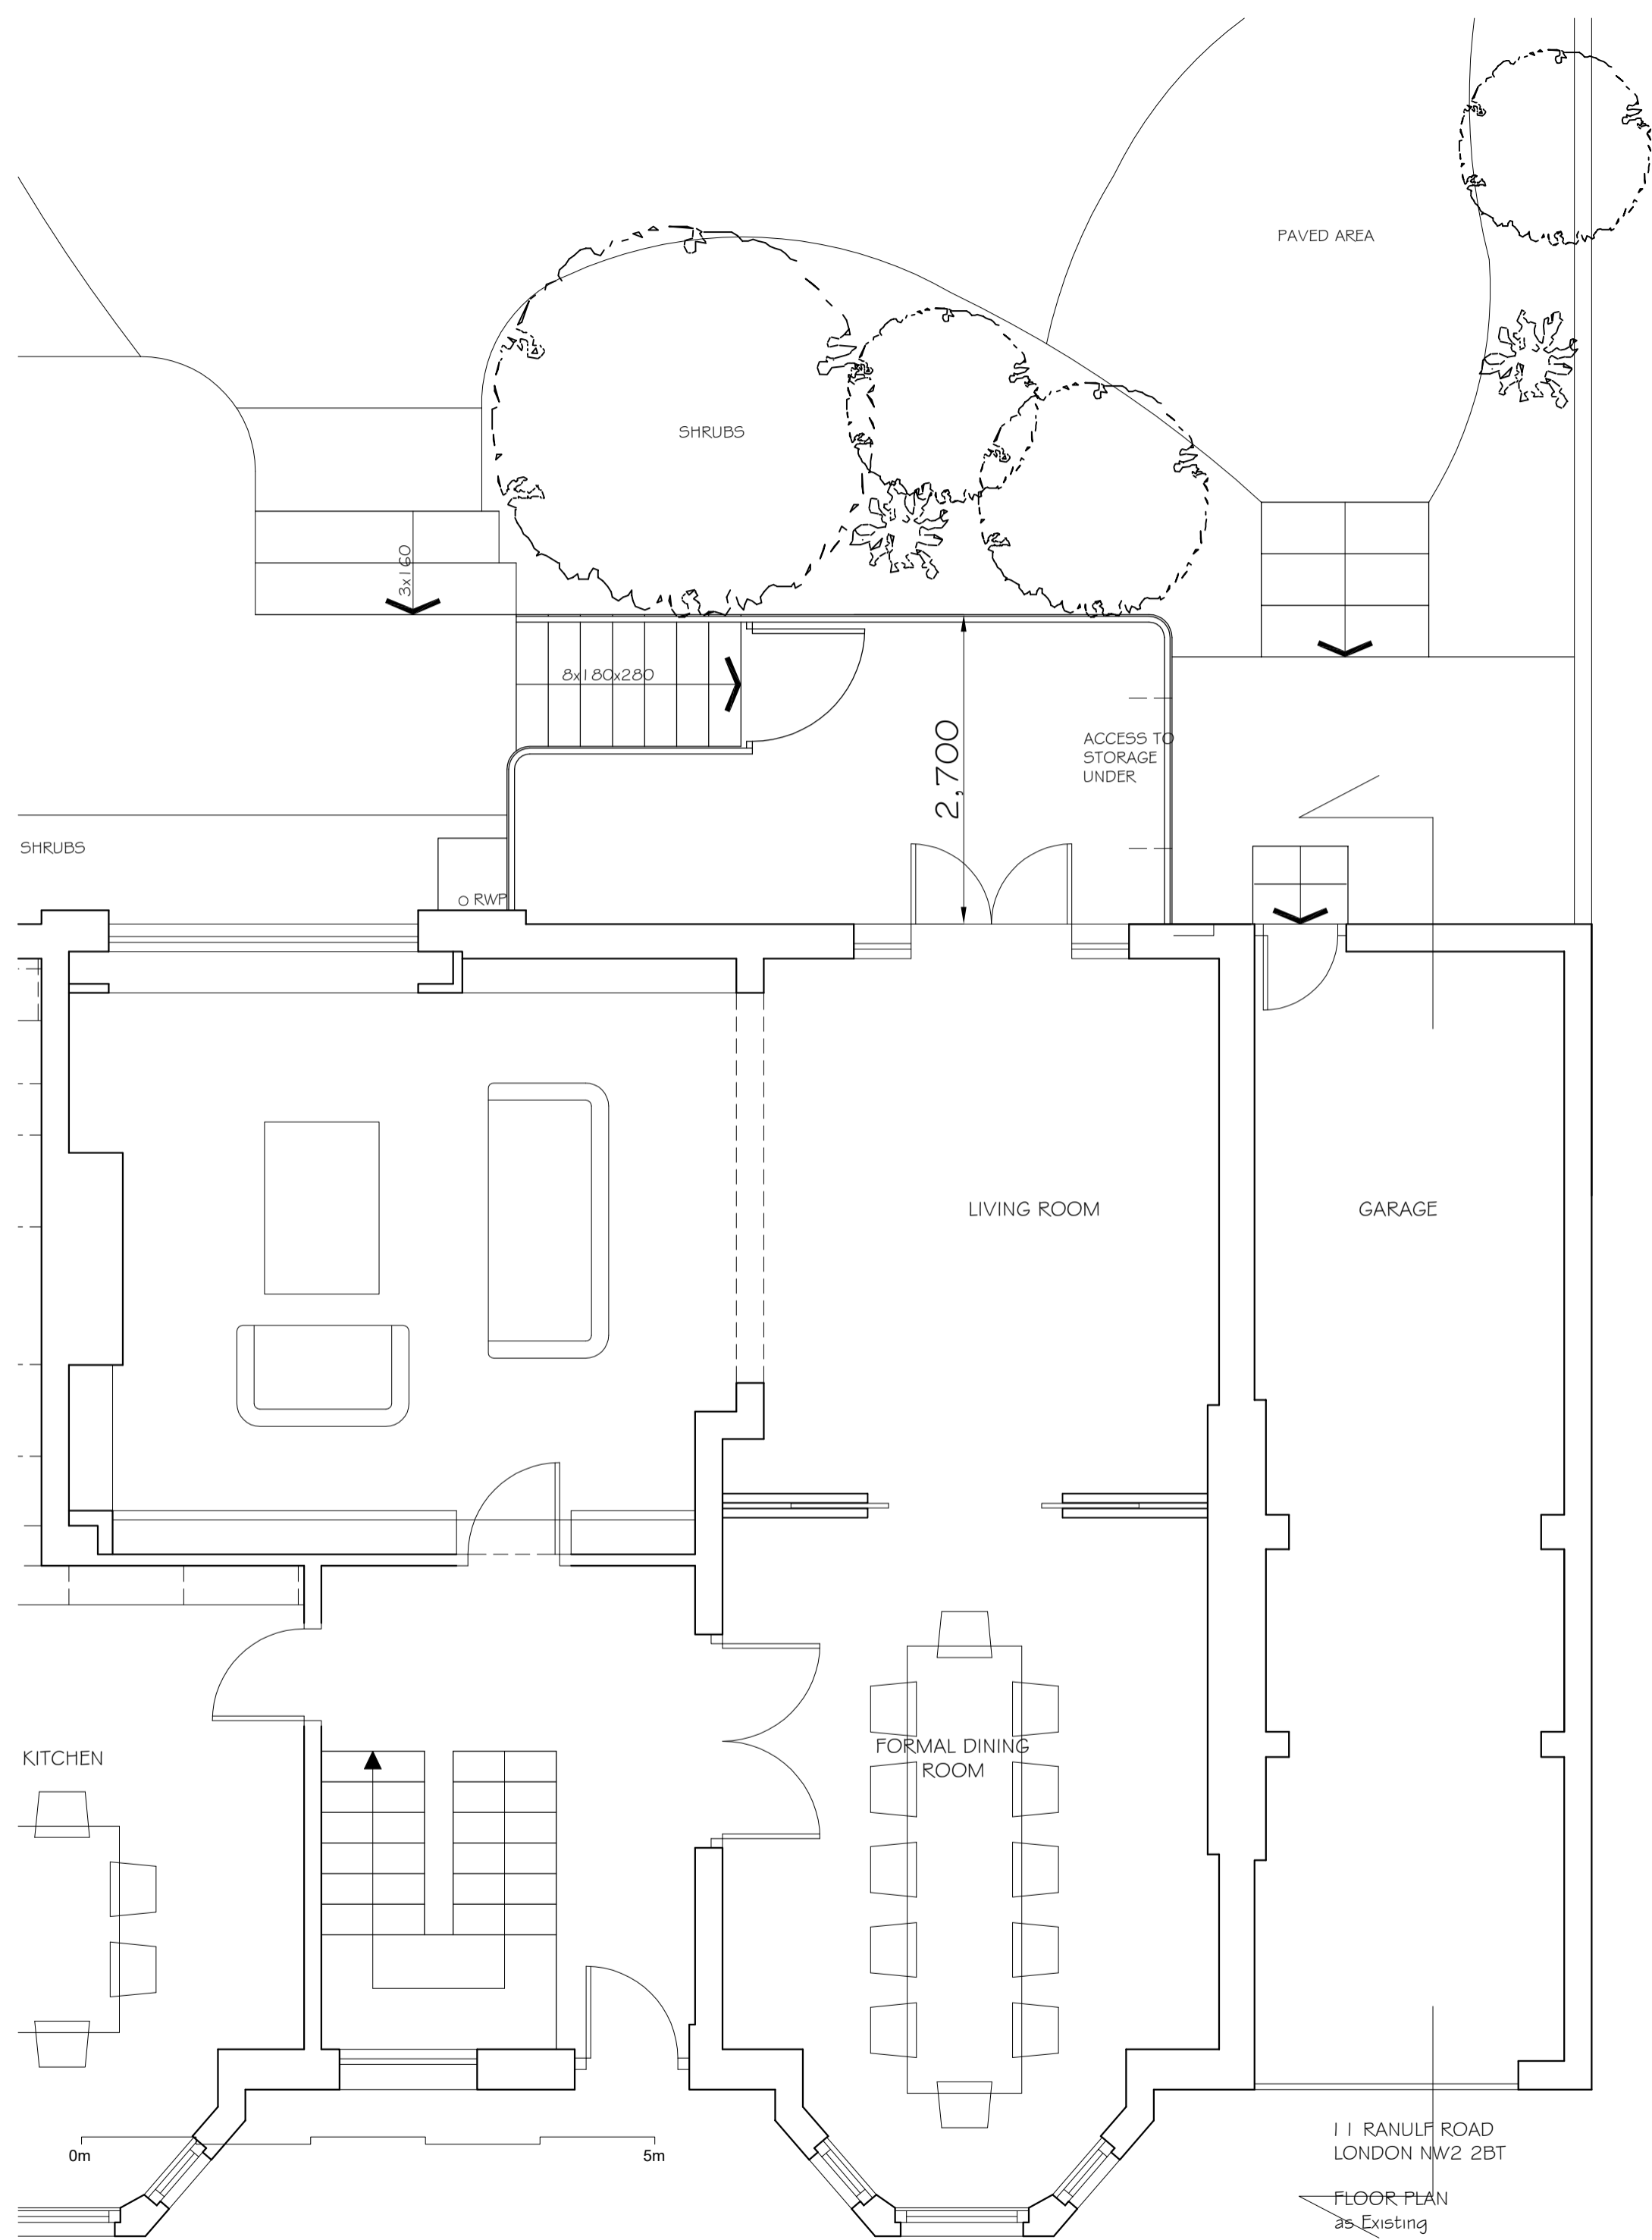 PAVED AREA
SHRUBS
3x160
8x180x280
2,700
ACCESS TO
STORAGE
UNDER
SHRUBS
RWP
LIVING ROOM
GARAGE
FORMAL DINING
ROOM
KITCHEN
0m
5m
11 RANULF ROAD
LONDON NW2 2BT
FLOOR PLAN
as Existing